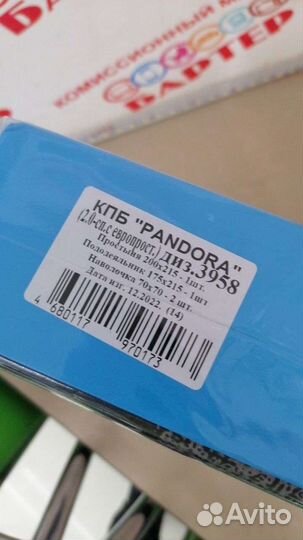 КОМИССИОННЫЙ М
БАРТЕР
КПБ "PANDORA"
(2.0-сп.с европрост.) диз.3958
Простыня 200х215 - 1шт.
Пододеяльник 175х215 - 1шт
Наволочка 70х70 - 2 шт.
Дата изг. 12.2022. (14)
4 680117 970173
Avito